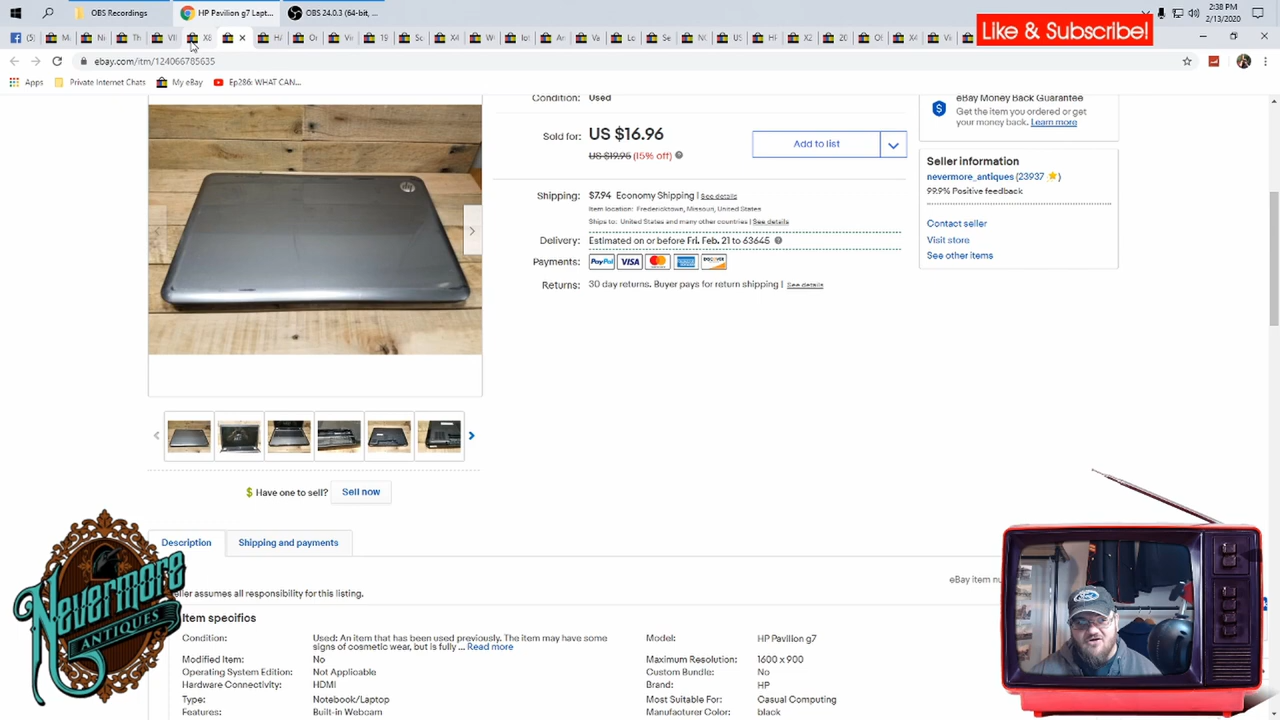 OBS Recordings
HP Pavilion g7 Lapt...
OBS 24.0.3 (64-bit, ...
2:38 PM
2/13/2020
Like & Subscribe!
ebay.com/itm/124066785635
Apps
Private Internet Chats
My eBay
Ep286: WHAT CAN...
Condition:
Used
Sold for:
US $16.96
US $19.95 (15% off)
Add to list
Shipping:
$7.94 Economy Shipping | See details
Item location: Fredericktown, Missouri, United States
Ships to: United States and many other countries | See details
Delivery:
Estimated on or before Fri. Feb. 21 to 63645
Payments:
PayPal VISA
DISCOVER
Returns:
30 day returns. Buyer pays for return shipping | See details
eBay Money Back Guarantee
Get the item you ordered or get
your money back. Learn more
Seller information
nevermore_antiques (23937 )
99.9% Positive feedback
Contact seller
Visit store
See other items
$ Have one to sell?
Sell now
Description
Shipping and payments
eller assumes all responsibility for this listing.
eBay item nu
Item specifics
Condition:
Used: An item that has been used previously. The item may have some
signs of cosmetic wear, but is fully ... Read more
Modified Item:
No
Operating System Edition:
Not Applicable
Hardware Connectivity:
HDMI
Type:
Notebook/Laptop
Features:
Built-in Webcam
Model:
HP Pavilion g7
Maximum Resolution:
1600 x 900
Custom Bundle:
No
Brand:
HP
Most Suitable For:
Casual Computing
Manufacturer Color:
black
Nevermore
ANTIQUES